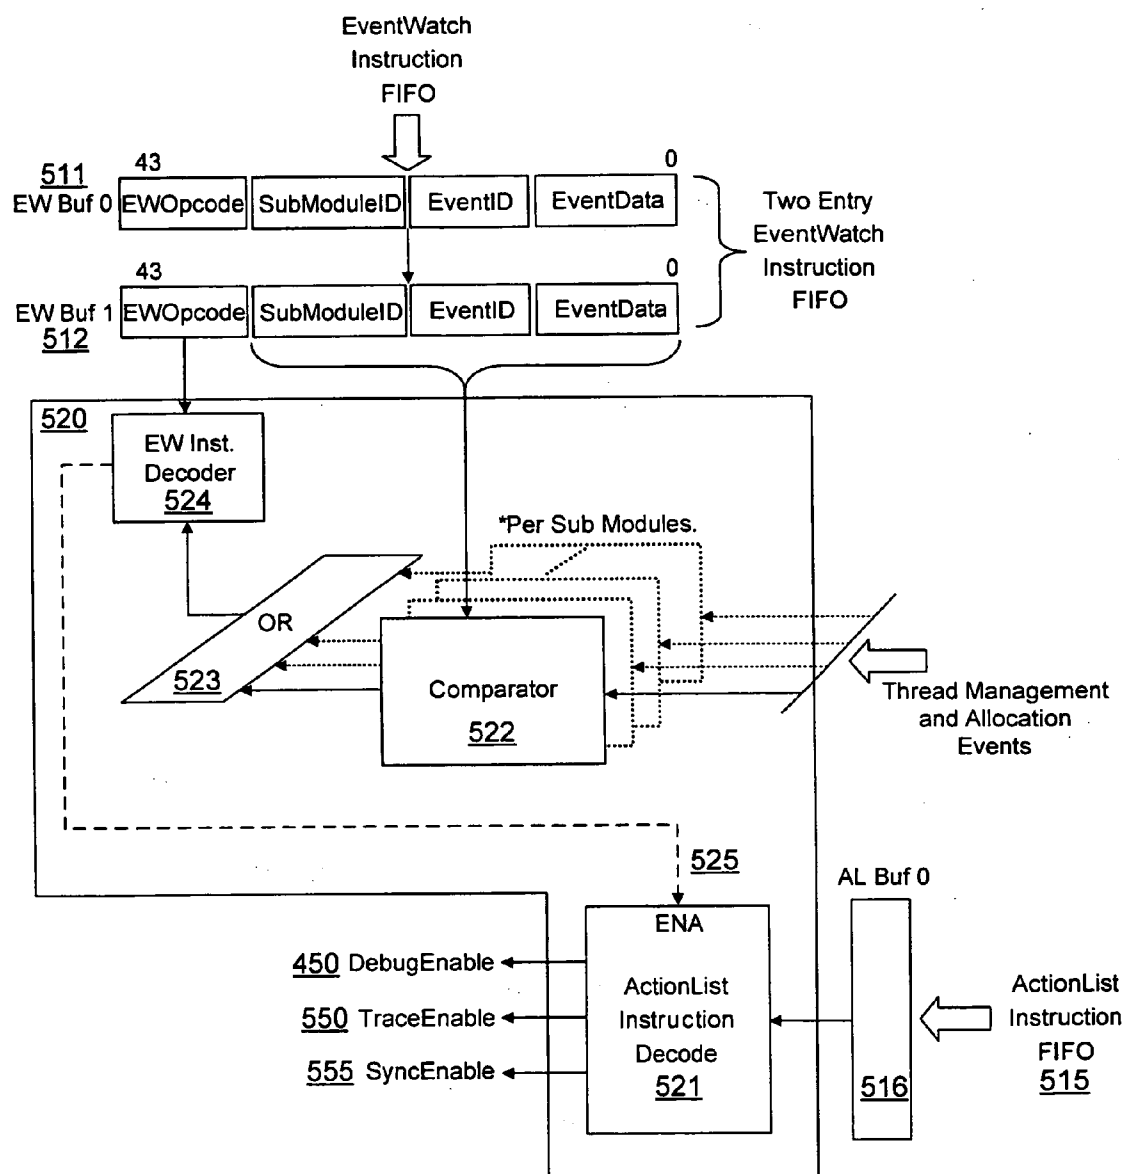 EventWatch
Instruction
FIFO
43
0
511
EW Buf 0
EWOpcode
SubModuleID
EventID
EventData
Two Entry
EventWatch
Instruction
FIFO
43
0
EW Buf 1
512
EWOpcode
SubModuleID
EventID
EventData
520
EW Inst.
Decoder
524
*Per Sub Modules.
OR
523
Comparator
522
Thread Management
and Allocation
Events
525
AL Buf 0
ENA
ActionList
Instruction
Decode
521
450 DebugEnable
550 TraceEnable
555 SyncEnable
516
ActionList
Instruction
FIFO
515